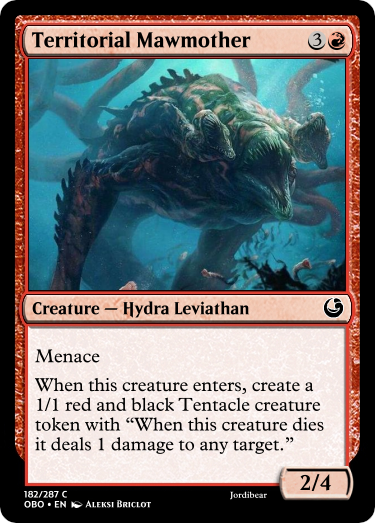 Territorial Mawmother 3
Creature — Hydra Leviathan
Menace
When this creature enters, create a
1/1 red and black Tentacle creature
token with “When this creature dies
it deals 1 damage to any target.”
2/4
182/287 C
OBO • EN Aleksi Briclot
Jordibear